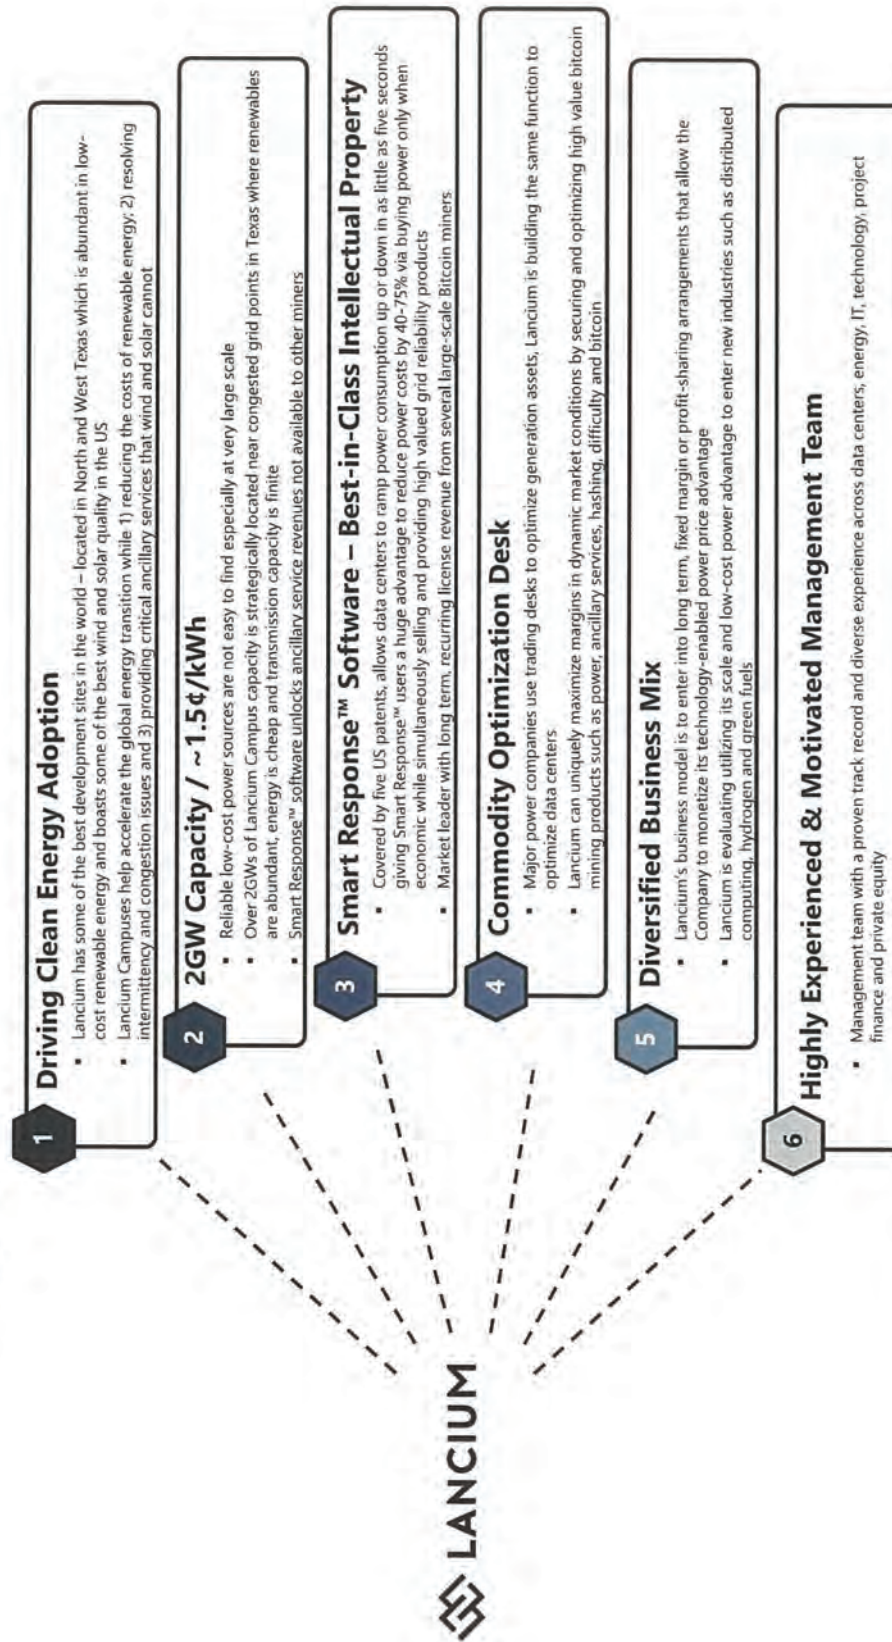 LANCIUM
1
Driving Clean Energy Adoption
▪ Lancium has some of the best development sites in the world – located in North and West Texas which is abundant in low-
cost renewable energy and boasts some of the best wind and solar quality in the US
▪ Lancium Campuses help accelerate the global energy transition while 1) reducing the costs of renewable energy; 2) resolving
intermittency and congestion issues and 3) providing critical ancillary services that wind and solar cannot
2
2GW Capacity / ~1.5¢/kWh
▪ Reliable low-cost power sources are not easy to find especially at very large scale
▪ Over 2GWs of Lancium Campus capacity is strategically located near congested grid points in Texas where renewables
are abundant, energy is cheap and transmission capacity is finite
▪ Smart Response™ software unlocks ancillary service revenues not available to other miners
3
Smart Response™ Software – Best-in-Class Intellectual Property
▪ Covered by five US patents, allows data centers to ramp power consumption up or down in as little as five seconds
giving Smart Response™ users a huge advantage to reduce power costs by 40-75% via buying power only when
economic while simultaneously selling and providing high valued grid reliability products
▪ Market leader with long term, recurring license revenue from several large-scale Bitcoin miners
4
Commodity Optimization Desk
▪ Major power companies use trading desks to optimize generation assets, Lancium is building the same function to
optimize data centers
▪ Lancium can uniquely maximize margins in dynamic market conditions by securing and optimizing high value bitcoin
mining products such as power, ancillary services, hashing, difficulty and bitcoin
5
Diversified Business Mix
▪ Lancium's business model is to enter into long term, fixed margin or profit-sharing arrangements that allow the
Company to monetize its technology-enabled power price advantage
▪ Lancium is evaluating utilizing its scale and low-cost power advantage to enter new industries such as distributed
computing, hydrogen and green fuels
6
Highly Experienced & Motivated Management Team
▪ Management team with a proven track record and diverse experience across data centers, energy, IT, technology, project
finance and private equity